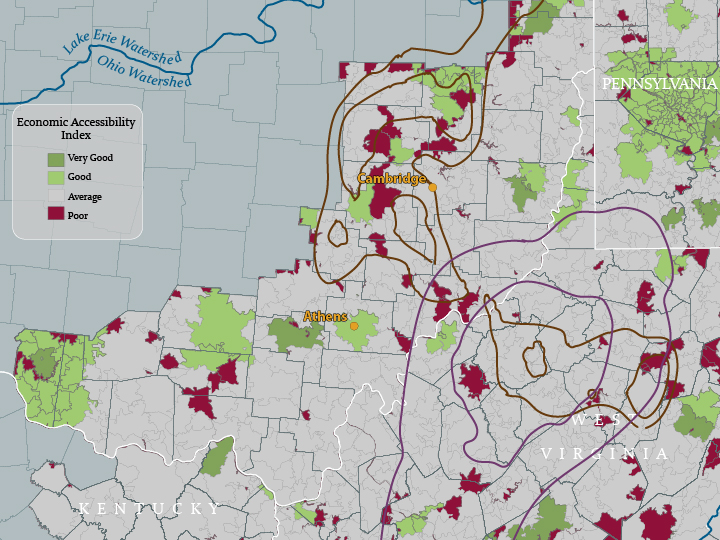 Lake Erie Watershed
Ohio Watershed
PENNSYLVANIA
Economic Accessibility
Index
Very Good
Good
Average
Poor
Cambridge
Athens
WEST
VIRGINIA
KENTUCKY